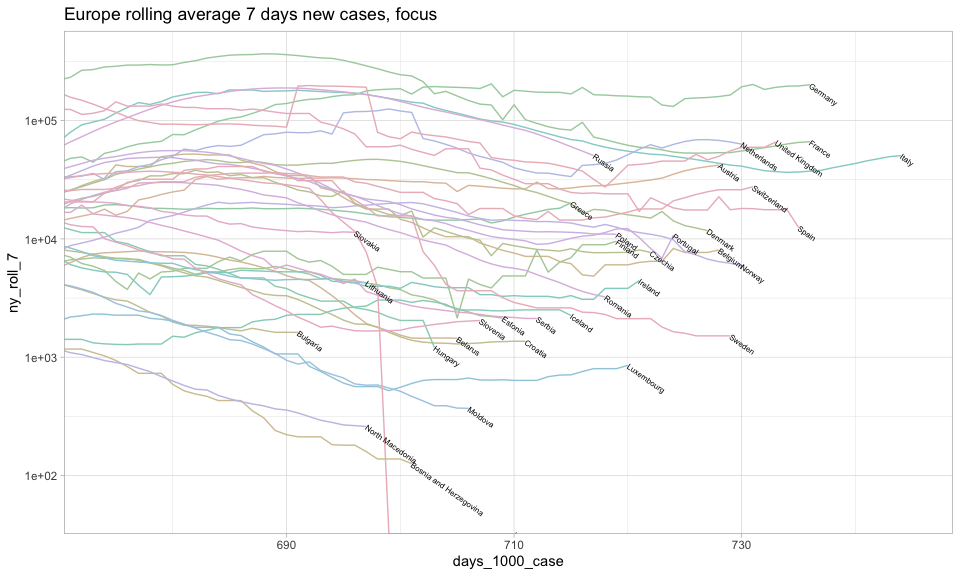 Europe rolling average 7 days new cases, focus
ny_roll_7
1e+05
1e+04
1e+03
1e+02
Germany
France
United Kingdom
Netherlands
Italy
Russia
Austria
Switzerland
Greece
Spain
Slovakia
Denmark
Poland
Finland
Portugal
Czechia
Belgium
Norway
Lithuania
Ireland
Romania
Iceland
Serbia
Estonia
Slovenia
Sweden
Bulgaria
Belarus
Croatia
Hungary
Luxembourg
Moldova
North Macedonia
Bosnia and Herzegovina
690
710
730
days_1000_case